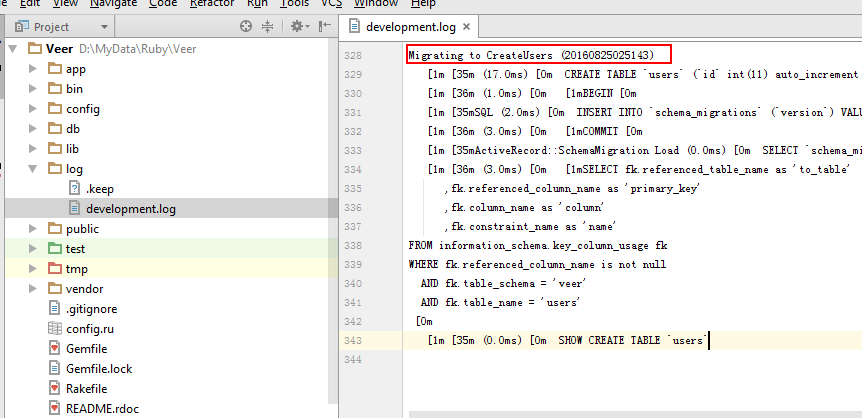 Navigate Code Refactor Run Tools VCS Window Help
Project
development.log
Veer D:\MyData\Ruby\Veer
app
bin
config
db
lib
log
.keep
development.log
public
test
tmp
vendor
.gitignore
config.ru
Gemfile
Gemfile.lock
Rakefile
README.rdoc
328 Migrating to CreateUsers (20160825025143)
329 [1m [35m (17.0ms) [0m CREATE TABLE `users` (`id` int(11) auto_increment
330 [1m [36m (1.0ms) [0m [1mBEGIN [0m
331 [1m [35mSQL (2.0ms) [0m INSERT INTO `schema_migrations` (`version`) VALU
332 [1m [36m (3.0ms) [0m [1mCOMMIT [0m
333 [1m [35mActiveRecord::SchemaMigration Load (0.0ms) [0m SELECT `schema_mi
334 [1m [36m (3.0ms) [0m [1mSELECT fk.referenced_table_name as 'to_table'
335 ,fk.referenced_column_name as 'primary_key'
336 ,fk.column_name as 'column'
337 ,fk.constraint_name as 'name'
338 FROM information_schema.key_column_usage fk
339 WHERE fk.referenced_column_name is not null
340 AND fk.table_schema = 'veer'
341 AND fk.table_name = 'users'
342 [0m
343 [1m [35m (0.0ms) [0m SHOW CREATE TABLE `users`
344